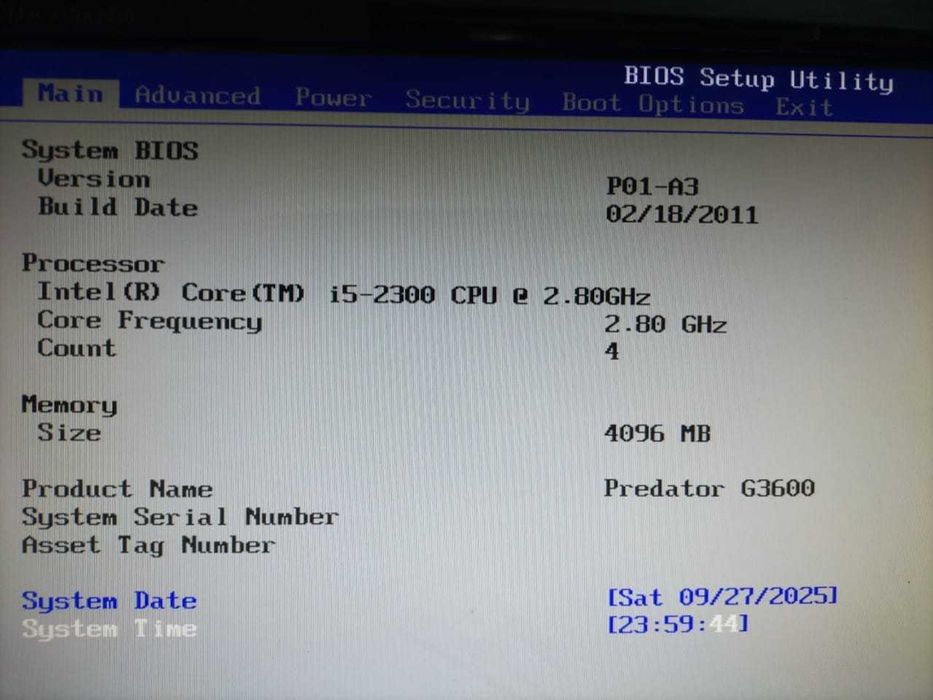 BIOS Setup Utility
Main Advanced Power Security Boot Options Exit
System BIOS
Version P01-A3
Build Date 02/18/2011
Processor
Intel(R) Core(TM) i5-2300 CPU @ 2.80GHz
Core Frequency 2.80 GHz
Count 4
Memory
Size 4096 MB
Product Name Predator G3600
System Serial Number
Asset Tag Number
System Date [Sat 09/27/2025]
System Time [23:59:44]